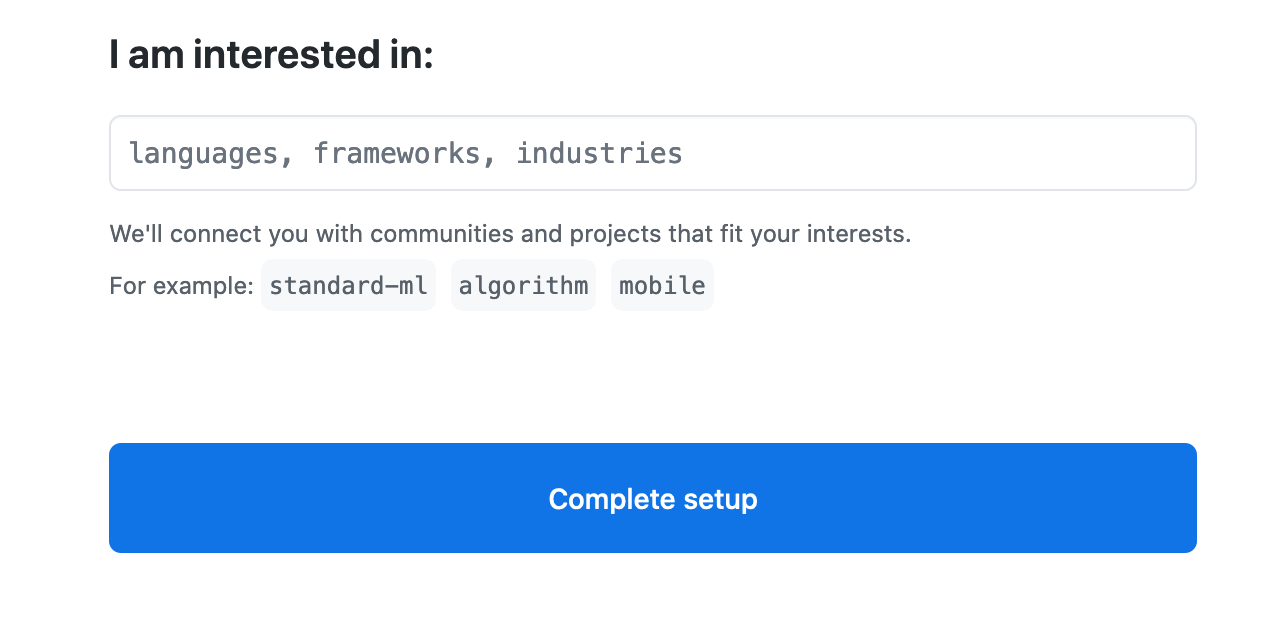 I am interested in:
languages, frameworks, industries
We'll connect you with communities and projects that fit your interests.
For example: standard-ml algorithm mobile
Complete setup